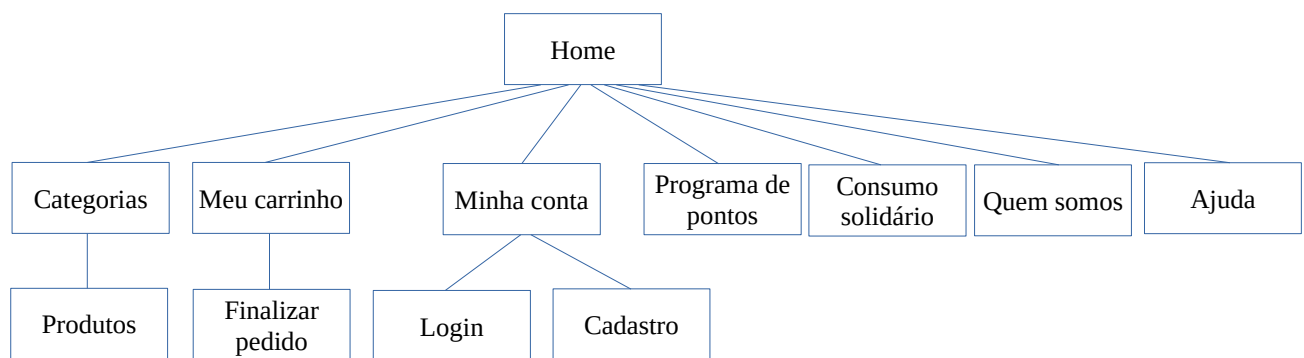 Home
Categorias
Meu carrinho
Minha conta
Programa de
pontos
Consumo
solidário
Quem somos
Ajuda
Produtos
Finalizar
pedido
Login
Cadastro